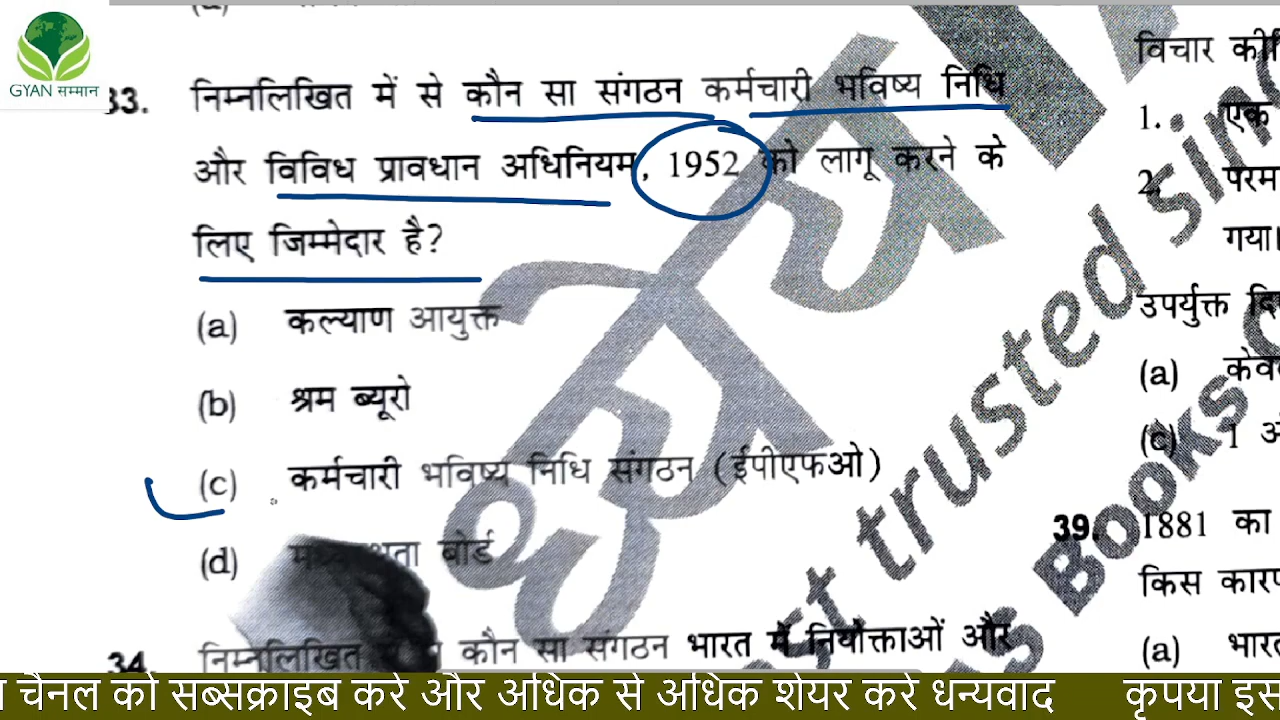 GYAN सम्मान
33. निम्नलिखित में से कौन सा संगठन कर्मचारी भविष्य निधि
और विविध प्रावधान अधिनियम, 1952 को लागू करने के
लिए जिम्मेदार है?
(a) कल्याण आयुक्त
(b) श्रम ब्यूरो
(c) कर्मचारी भविष्य निधि संगठन (ईपीएफओ)
(d) बोर्ड
34. निम्नलिखित कौन सा संगठन भारत में नियोक्ताओं और
विचार
1. एक
2.
गया।
उपर्युक्त
(a)
(c) 1
39. 1881 का
किस
(a)
trusted
Books
चैनल को सब्सक्राइब करे और अधिक से अधिक शेयर करे धन्यवाद कृपया इस